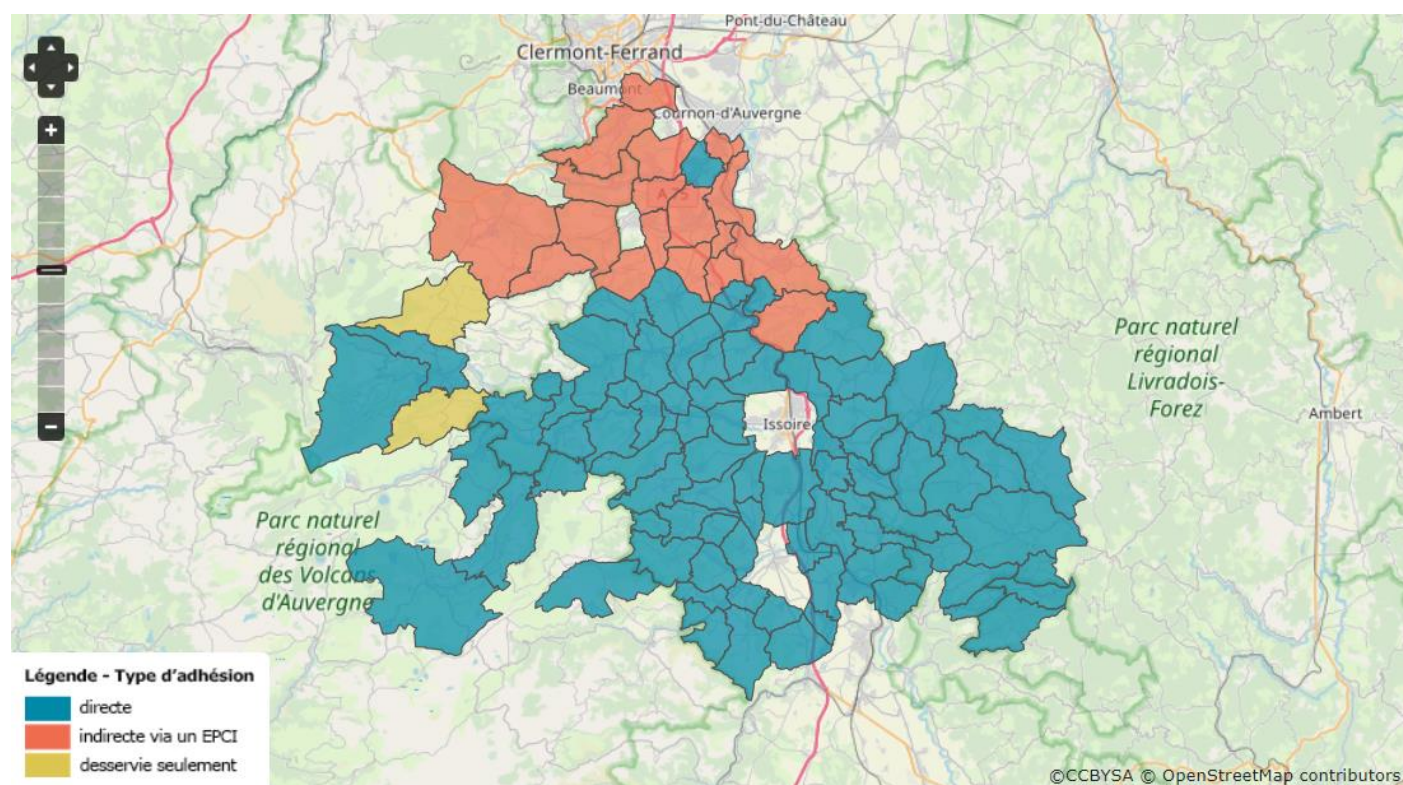 Pont-du-Château
Clermont-Ferrand
Beaumont
Cournon-d'Auvergne
Parc naturel
régional
Livradois-
Forez
Ambert
Issoire
Parc naturel
régional
des Volcans
d'Auvergne
Légende - Type d'adhésion
directe
indirecte via un EPCI
desservie seulement
©CCBYSA © OpenStreetMap contributors